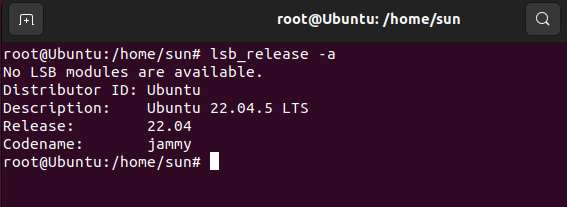 root@Ubuntu: /home/sun
root@Ubuntu:/home/sun# lsb_release -a
No LSB modules are available.
Distributor ID: Ubuntu
Description:    Ubuntu 22.04.5 LTS
Release:        22.04
Codename:       jammy
root@Ubuntu:/home/sun#